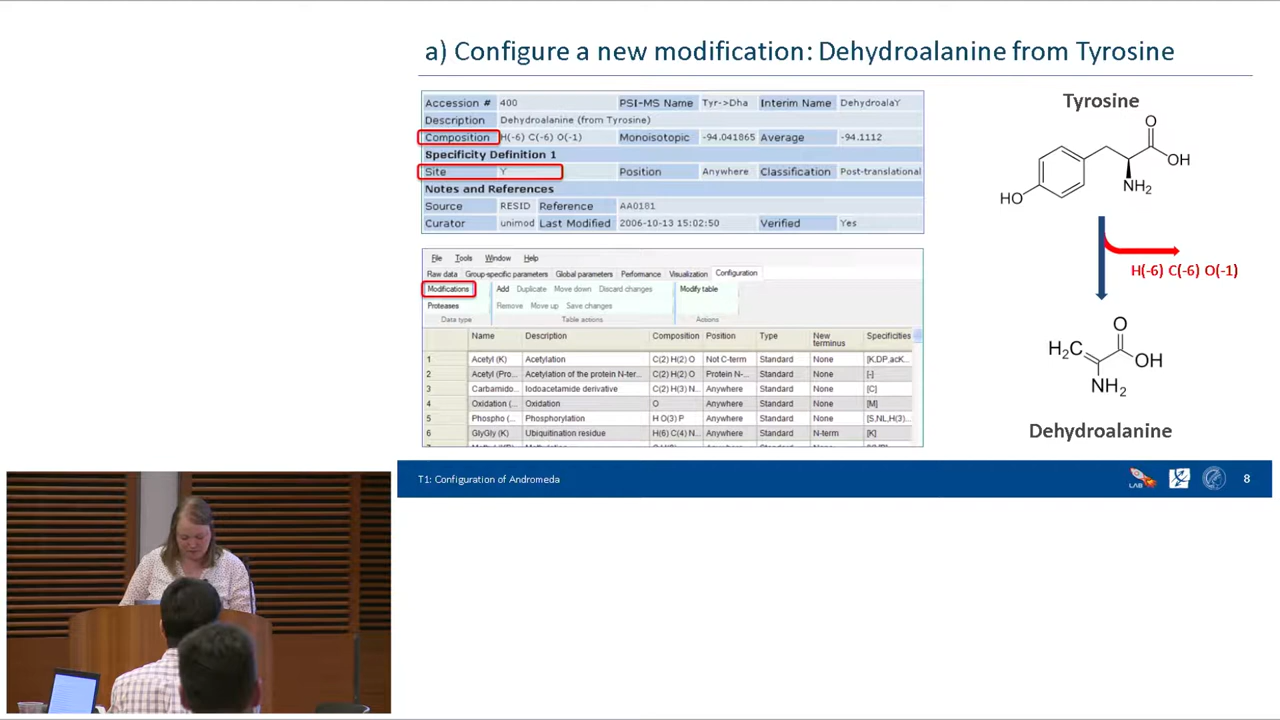 a) Configure a new modification: Dehydroalanine from Tyrosine
Accession # 400 PSI-MS Name Tyr->Dha Interim Name DehydroalaY
Description Dehydroalanine (from Tyrosine)
Composition H(-6) C(-6) O(-1) Monoisotopic -94.041865 Average -94.1112
Specificity Definition 1
Site Y Position Anywhere Classification Post-translational
Notes and References
Source RESID Reference AA0181
Curator unimod Last Modified 2006-10-13 15:02:50 Verified Yes
File Tools Window Help
Raw data Group-specific parameters Global parameters Performance Visualization Configuration
Modifications Add Duplicate Move down Discard changes Modify table
Proteases Remove Move up Save changes
Data type Table actions Actions
Name Description Composition Position Type New terminus Specificities
1 Acetyl (K) Acetylation C(2) H(2) O Not C-term Standard None [K,DP,acK...
2 Acetyl (Pro... Acetylation of the protein N-ter... C(2) H(2) O Protein N-... Standard None [-]
3 Carbamido... Iodoacetamide derivative C(2) H(3) N... Anywhere Standard None [C]
4 Oxidation (... Oxidation O Anywhere Standard None [M]
5 Phospho (... Phosphorylation H O(3) P Anywhere Standard None [S,NL,H(3)...
6 GlyGly (K) Ubiquitination residue H(6) C(4) N... Anywhere Standard N-term [K]
Tyrosine
O
OH
NH2
HO
H(-6) C(-6) O(-1)
O
H2C
OH
NH2
Dehydroalanine
T1: Configuration of Andromeda
LAB
8